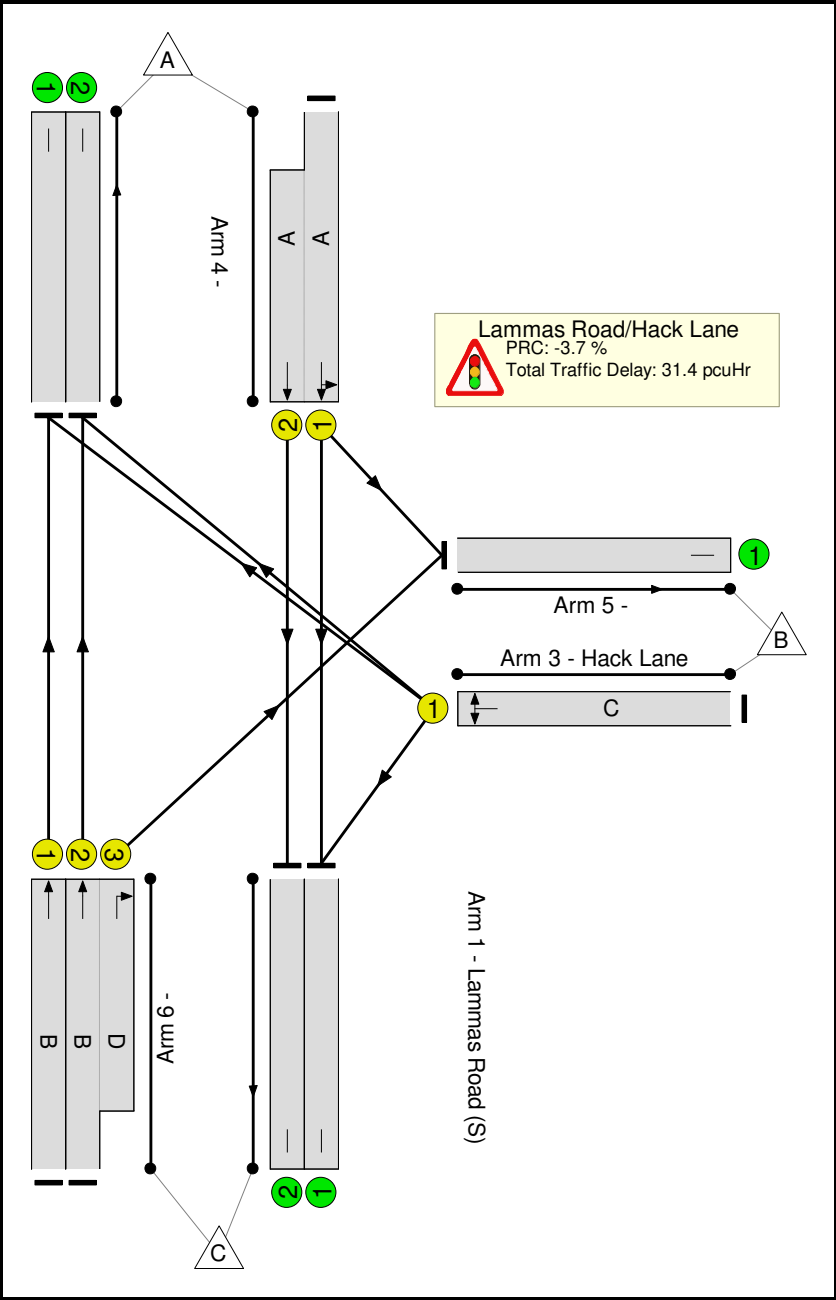 A
1
2
Arm 4 -
A
A
Lammas Road/Hack Lane
PRC: -3.7 %
Total Traffic Delay: 31.4 pcuHr
2
1
1
Arm 5 -
B
Arm 3 - Hack Lane
1
C
1
2
3
Arm 1 - Lammas Road (S)
Arm 6 -
B
B
D
2
1
C